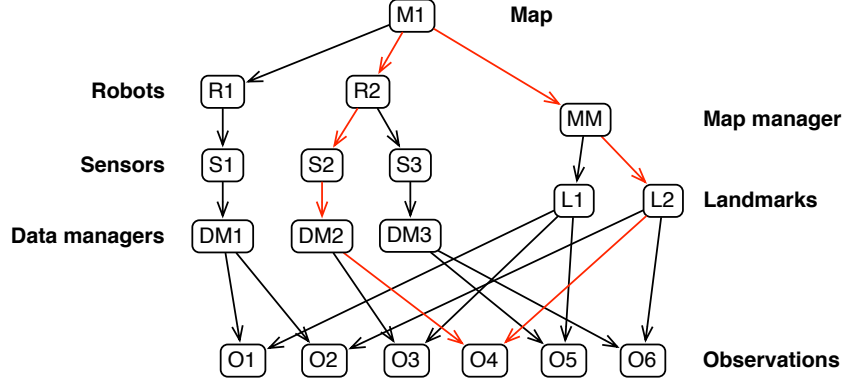 M1 Map
Robots R1 R2
MM Map manager
Sensors S1 S2 S3
L1 L2 Landmarks
Data managers DM1 DM2 DM3
O1 O2 O3 O4 O5 O6 Observations